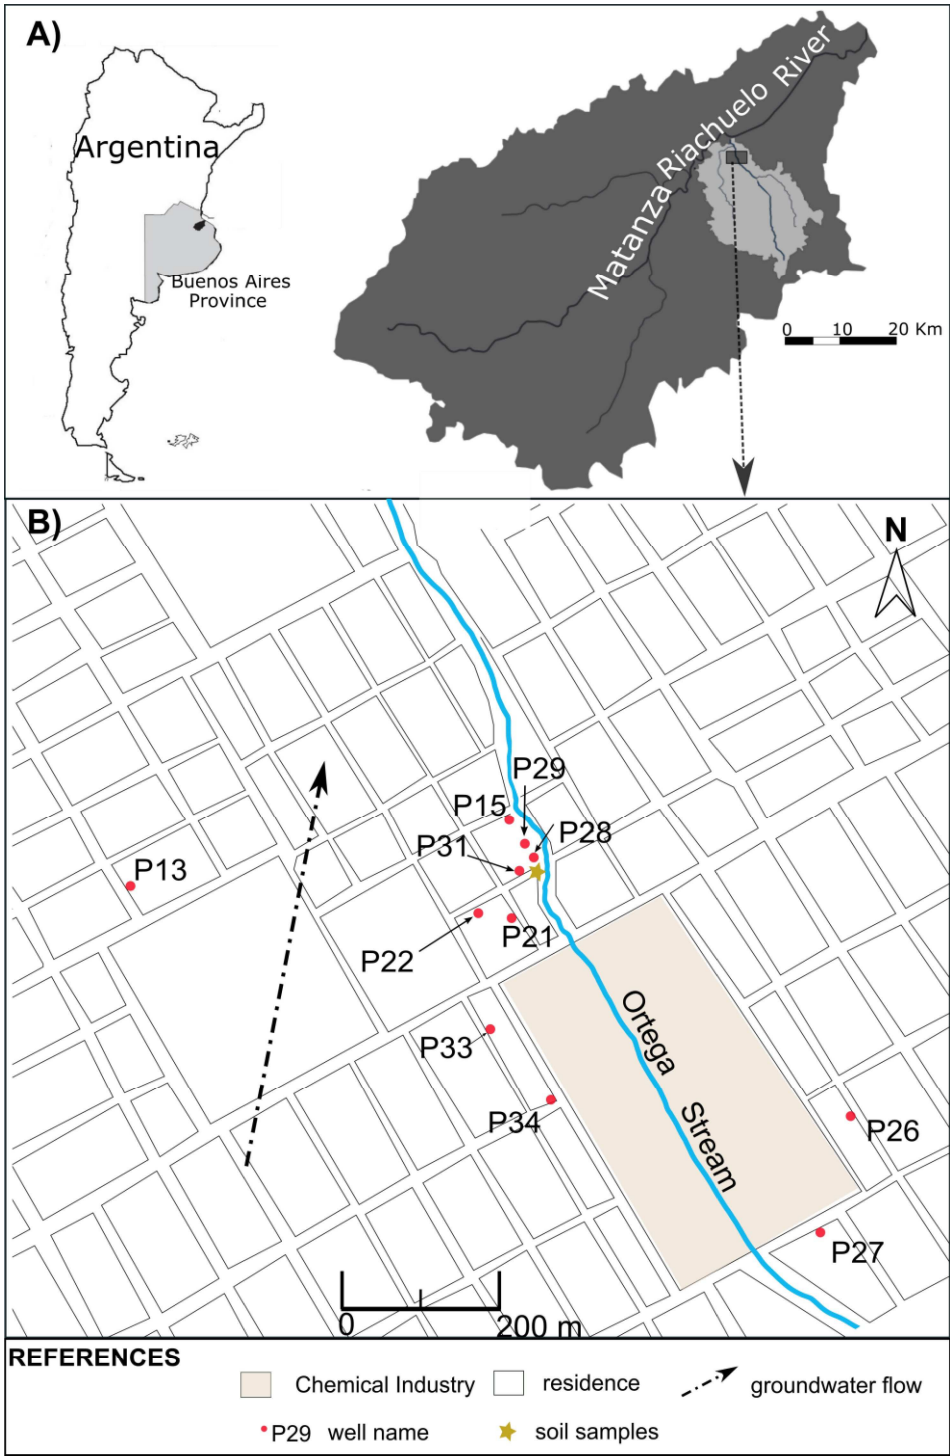 A)
Argentina
Buenos Aires
Province
Matanza Riachuelo River
0 10 20 Km
B)
N
P29
P15
P28
P31
P13
P21
P22
Ortega
Stream
P33
P34
P26
P27
0 200 m
REFERENCES
Chemical Industry residence groundwater flow
P29 well name soil samples